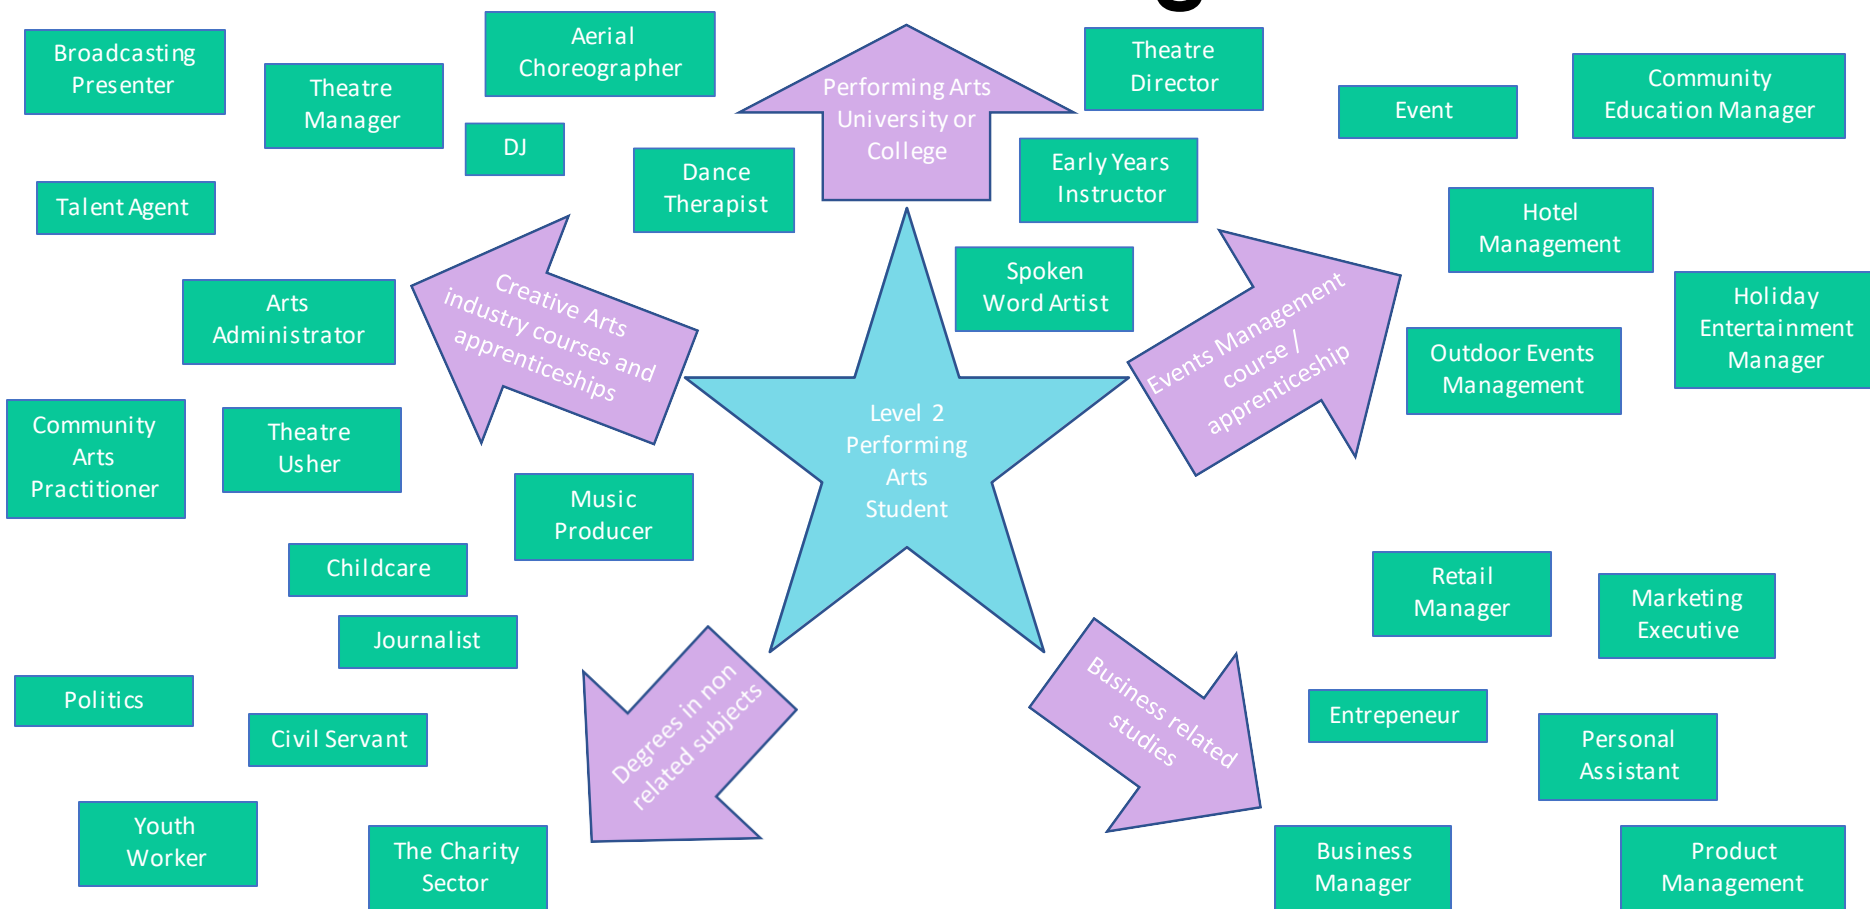 Broadcasting
Presenter
Theatre
Manager
Aerial
Choreographer
DJ
Dance
Therapist
Performing Arts
University or
College
Theatre
Director
Early Years
Instructor
Event
Community
Education Manager
Talent Agent
Hotel
Management
Spoken
Word Artist
Holiday
Entertainment
Manager
Arts
Administrator
Creative Arts
industry courses and
apprenticeships
Events Management
course /
apprenticeship
Outdoor Events
Management
Community
Arts
Practitioner
Theatre
Usher
Level 2
Performing
Arts
Student
Music
Producer
Childcare
Journalist
Politics
Civil Servant
Youth
Worker
The Charity
Sector
Degrees in non
related subjects
Business related
studies
Retail
Manager
Marketing
Executive
Entrepeneur
Personal
Assistant
Business
Manager
Product
Management